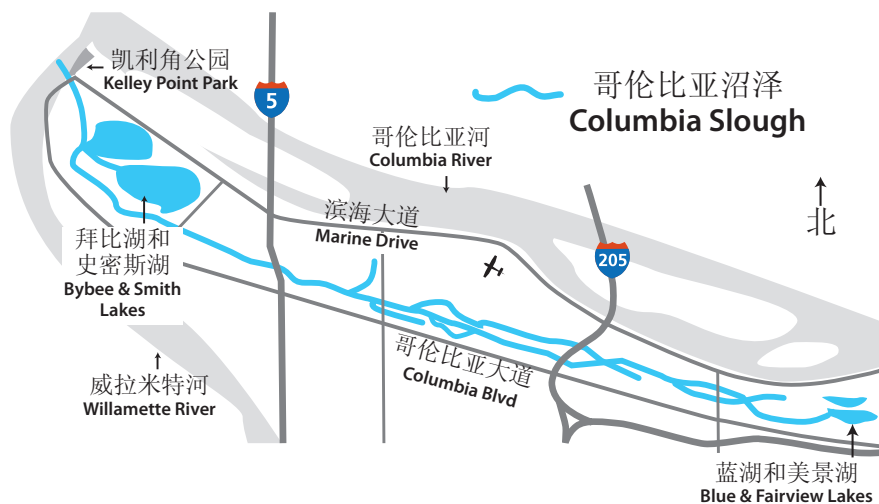 凯利角公园
Kelley Point Park
5
哥伦比亚沼泽
Columbia Slough
哥伦比亚河
Columbia River
滨海大道
Marine Drive
北
205
拜比湖和
史密斯湖
Bybee & Smith
Lakes
哥伦比亚大道
Columbia Blvd
威拉米特河
Willamette River
蓝湖和美景湖
Blue & Fairview Lakes